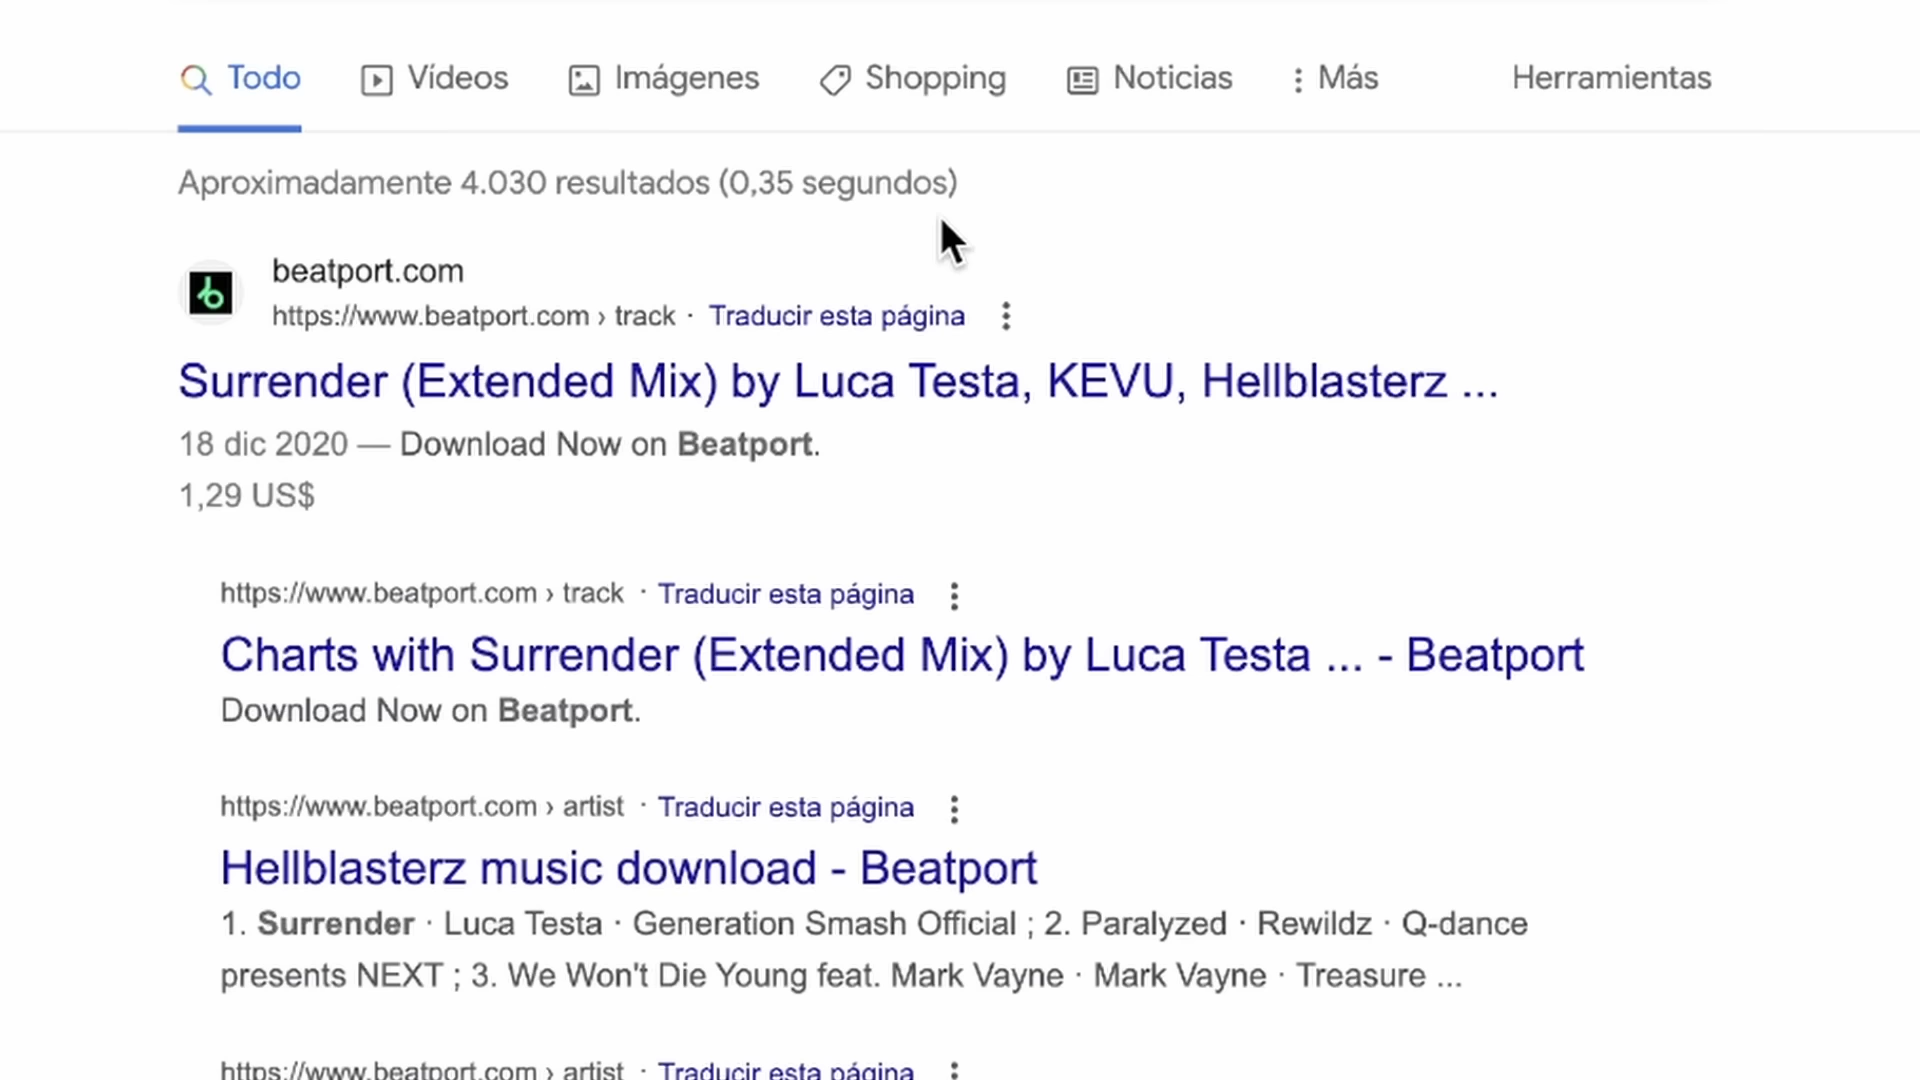 Todo Vídeos Imágenes Shopping Noticias Más Herramientas
Aproximadamente 4.030 resultados (0,35 segundos)
beatport.com
https://www.beatport.com › track · Traducir esta página
Surrender (Extended Mix) by Luca Testa, KEVU, Hellblasterz ...
18 dic 2020 — Download Now on Beatport.
1,29 US$
https://www.beatport.com › track · Traducir esta página
Charts with Surrender (Extended Mix) by Luca Testa ... - Beatport
Download Now on Beatport.
https://www.beatport.com › artist · Traducir esta página
Hellblasterz music download - Beatport
1. Surrender · Luca Testa · Generation Smash Official ; 2. Paralyzed · Rewildz · Q-dance
presents NEXT ; 3. We Won't Die Young feat. Mark Vayne · Mark Vayne · Treasure ...
https://www.beatport.com › artist · Traducir esta página